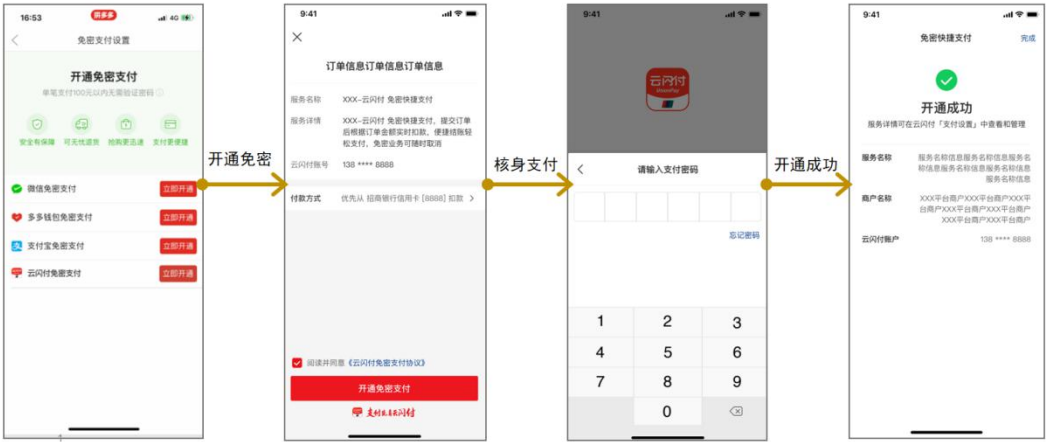 16:53
拼多多
4G
免密支付设置
开通免密支付
单笔支付100元以内无需验证密码
安全有保障 可无忧退货 抢购更迅速 支付更便捷
微信免密支付 立即开通
多多钱包免密支付 立即开通
支付宝免密支付 立即开通
云闪付免密支付 立即开通
1
开通免密
9:41
订单信息订单信息订单信息
服务名称 XXX-云闪付 免密快捷支付
服务详情 XXX-云闪付 免密快捷支付，提交订单
后根据订单金额实时扣款，便捷结账轻
松支付，免密业务可随时取消
云闪付账号 138 **** 8888
付款方式 优先从 招商银行信用卡 [8888] 扣款
阅读并同意《云闪付免密支付协议》
开通免密支付
支付就上云闪付
核身支付
9:41
云闪付
UnionPay
请输入支付密码
忘记密码
1 2 3
4 5 6
7 8 9
0
开通成功
9:41
免密快捷支付 完成
开通成功
服务详情可在云闪付「支付设置」中查看和管理
服务名称 服务名称信息服务名称信息服务名
称信息服务名称信息服务名称信息
服务名称信息
商户名称 XXX平台商户XXX平台商户XXX平
台商户XXX平台商户XXX平台商户
XXX平台商户XXX平台商户
云闪付账户 138 **** 8888